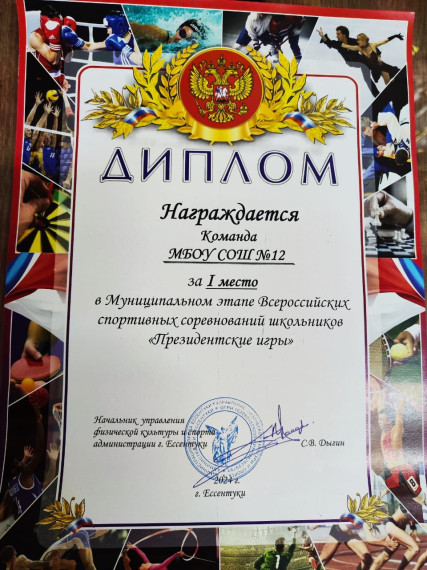 ДИПЛОМ
Награждается
Команда
МБОУ СОШ №12
за I место
в Муниципальном этапе Всероссийских
спортивных соревнований школьников
«Президентские игры»
Начальник управления
физической культуры и спорта
администрации г. Ессентуки
С.В. Дыгин
2024 г.
г. Ессентуки